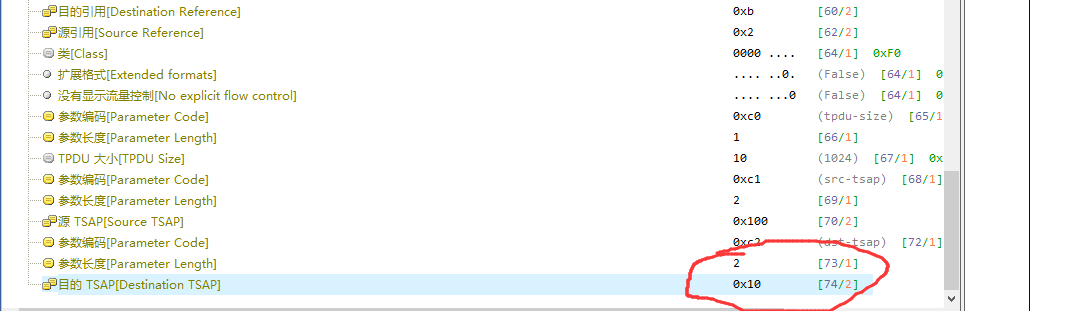 目的引用[Destination Reference] 0xb [60/2]
源引用[Source Reference] 0x2 [62/2]
类[Class] 0000 .... [64/1] 0xF0
扩展格式[Extended formats] .... ..0. (False) [64/1] 0
没有显示流量控制[No explicit flow control] .... ...0 (False) [64/1] 0
参数编码[Parameter Code] 0xc0 (tpdu-size) [65/1
参数长度[Parameter Length] 1 [66/1]
TPDU 大小[TPDU Size] 10 (1024) [67/1] 0x
参数编码[Parameter Code] 0xc1 (src-tsap) [68/1]
参数长度[Parameter Length] 2 [69/1]
源 TSAP[Source TSAP] 0x100 [70/2]
参数编码[Parameter Code] 0xc2 (dst-tsap) [72/1]
参数长度[Parameter Length] 2 [73/1]
目的 TSAP[Destination TSAP] 0x10 [74/2]